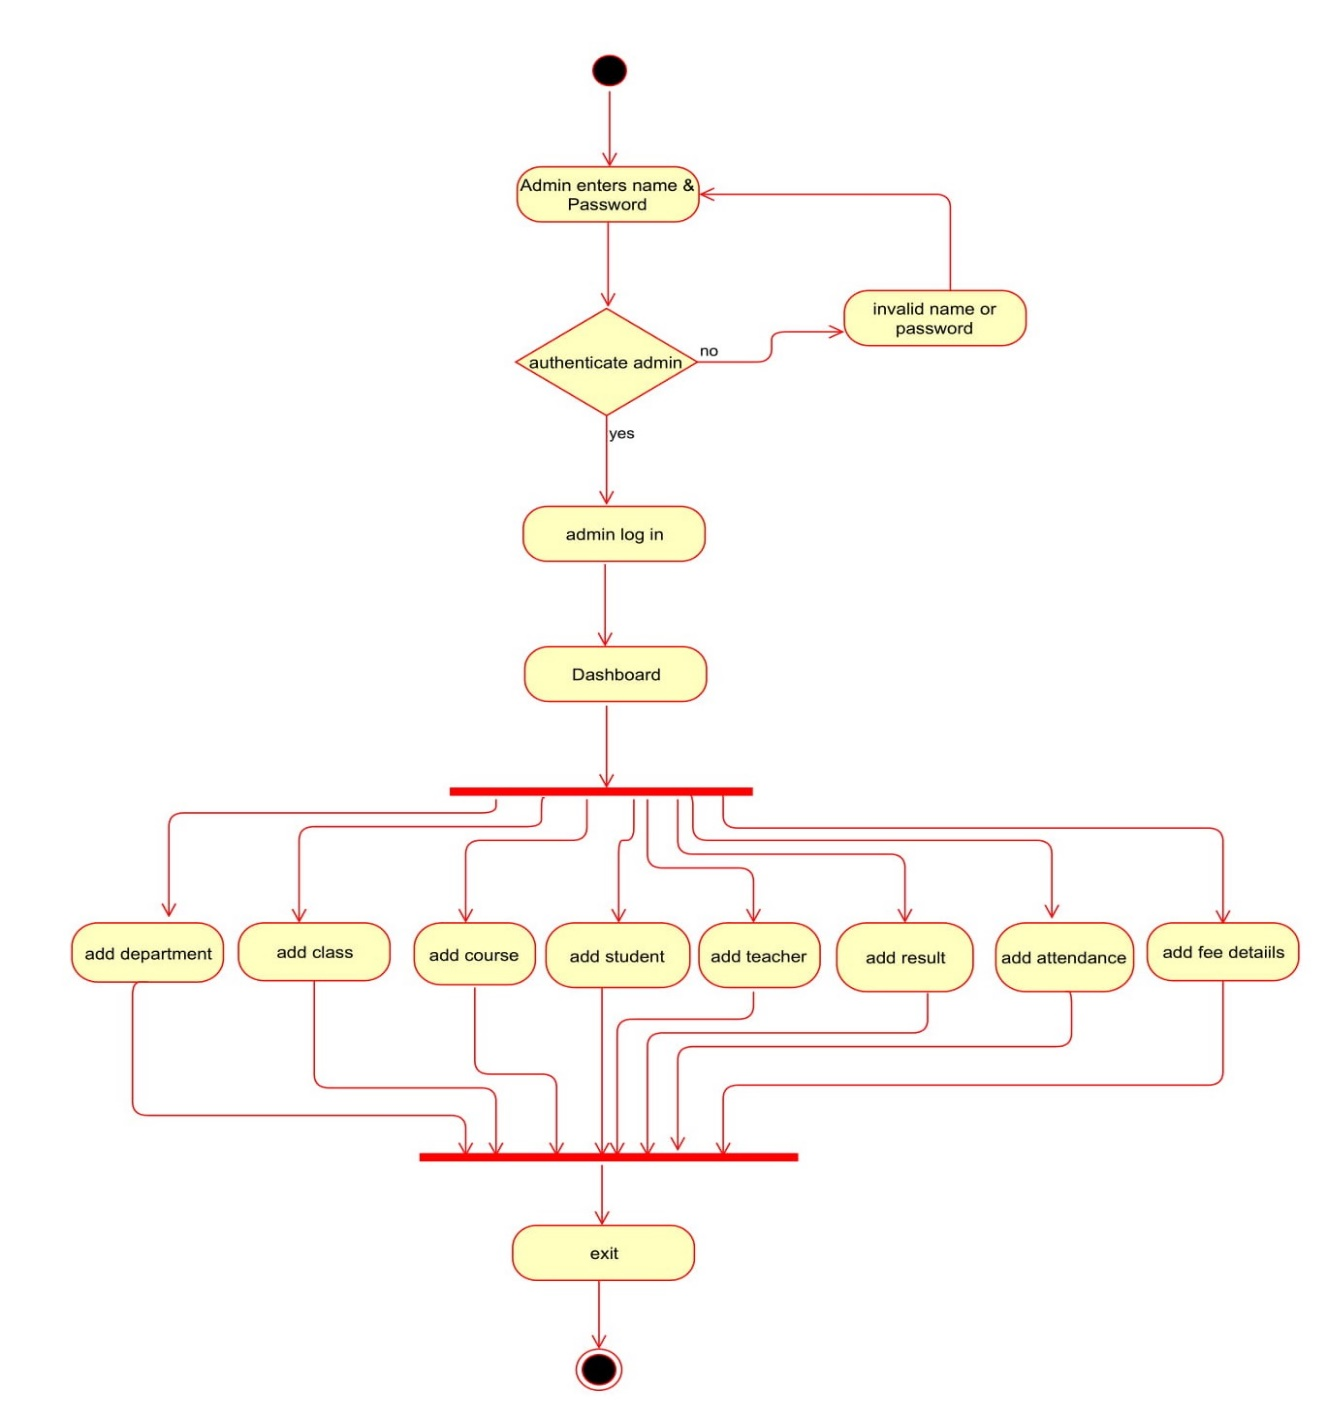 Admin enters name &
Password
invalid name or
password
authenticate admin
no
yes
admin log in
Dashboard
add department
add class
add course
add student
add teacher
add result
add attendance
add fee detaiils
exit